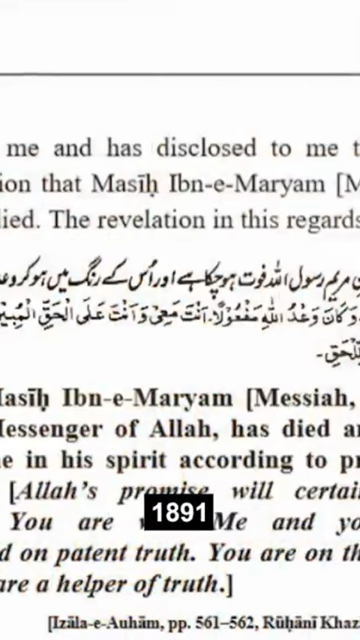 me and has disclosed to me t
ion that Masīḥ Ibn-e-Maryam [M
lied. The revelation in this regards
مریم رسول اللہ فوت ہو چکا ہے اور اُس کے رنگ میں ہو کر وعد
وَكَانَ وَعْدُ اللّٰهِ مَفْعُوْلًا۔ اَنْتَ مَعِىَ وَ اَنْتَ عَلَى الْحَقِّ الْمُبِيْ
لِّلْحَقِّ۔
Masīḥ Ibn-e-Maryam [Messiah,
Messenger of Allah, has died a
e in his spirit according to pr
[Allah's promise will certai
You are Me and yo
d on patent truth. You are on th
are a helper of truth.]
1891
[Izāla-e-Auhām, pp. 561–562, Rūḥānī Khaz